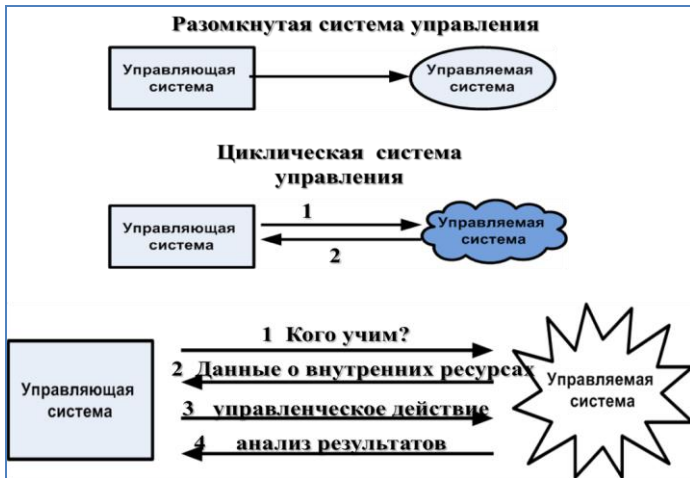 Разомкнутая система управления
Управляющая
система
Управляемая
система
Циклическая система
управления
Управляющая
система
1
2
Управляемая
система
Управляющая
система
1 Кого учим?
2 Данные о внутренних ресурсах
3 управленческое действие
4 анализ результатов
Управляемая
система